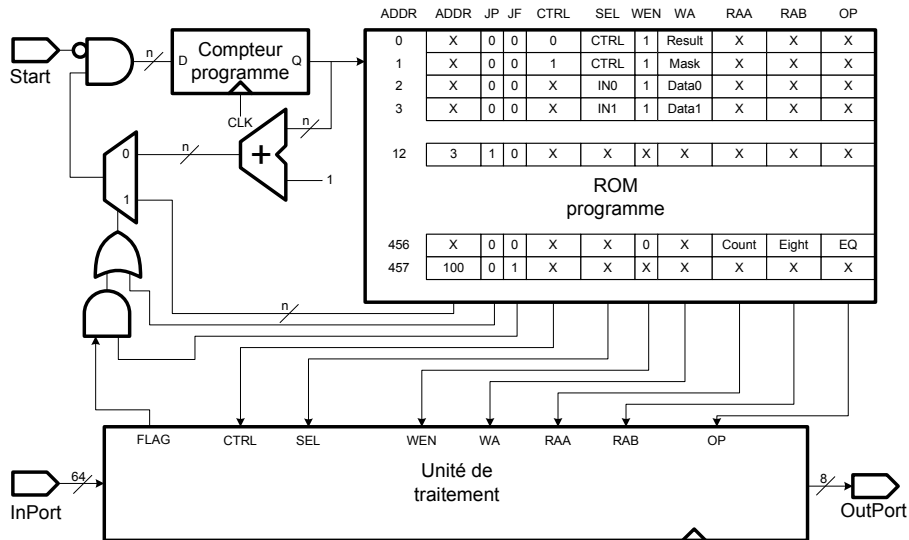 ADDR ADDR JP JF CTRL SEL WEN WA RAA RAB OP
0 X 0 0 0 CTRL 1 Result X X X
1 X 0 0 1 CTRL 1 Mask X X X
2 X 0 0 X IN0 1 Data0 X X X
3 X 0 0 X IN1 1 Data1 X X X
12 3 1 0 X X X X X X X
ROM
programme
456 X 0 0 X X 0 X Count Eight EQ
457 100 0 1 X X X X X X X
Start
n
D
Compteur
programme
Q
CLK
n
n
+
1
0
1
n
FLAG CTRL SEL WEN WA RAA RAB OP
64
InPort
Unité de
traitement
8
OutPort